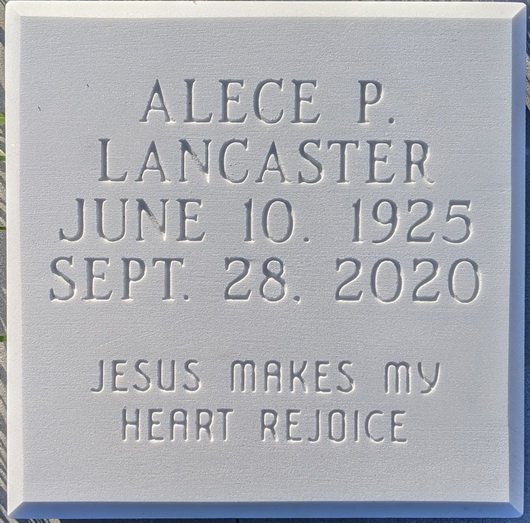 ALECE P.
LANCASTER
JUNE 10. 1925
SEPT. 28. 2020
JESUS MAKES MY
HEART REJOICE